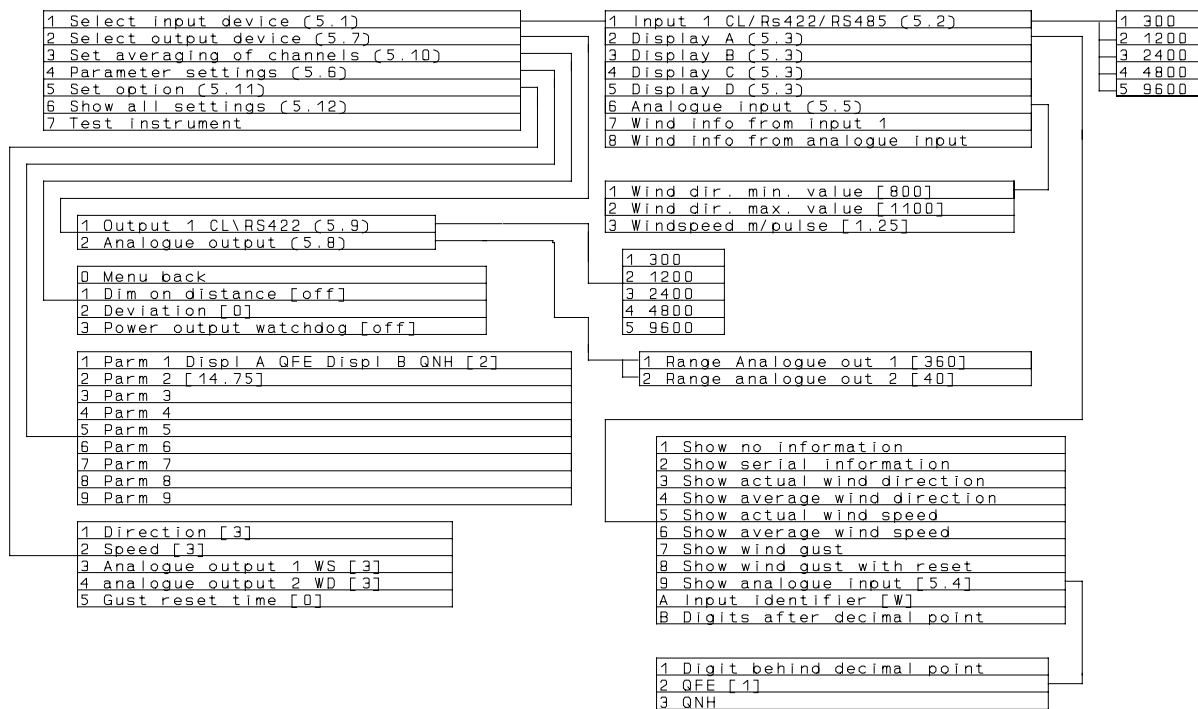 1 Select input device (5.1)
2 Select output device (5.7)
3 Set averaging of channels (5.10)
4 Parameter settings (5.6)
5 Set option (5.11)
6 Show all settings (5.12)
7 Test instrument
1 Input 1 CL/Rs422/RS485 (5.2)
2 Display A (5.3)
3 Display B (5.3)
4 Display C (5.3)
5 Display D (5.3)
6 Analogue input (5.5)
7 Wind info from input 1
8 Wind info from analogue input
1 300
2 1200
3 2400
4 4800
5 9600
1 Wind dir. min. value [800]
2 Wind dir. max. value [1100]
3 Windspeed m/pulse [1.25]
1 Output 1 CL\RS422 (5.9)
2 Analogue output (5.8)
1 300
2 1200
3 2400
4 4800
5 9600
0 Menu back
1 Dim on distance [off]
2 Deviation [0]
3 Power output watchdog [off]
1 Range Analogue out 1 [360]
2 Range analogue out 2 [40]
1 Parm 1 Displ A QFE Displ B QNH [2]
2 Parm 2 [14.75]
3 Parm 3
4 Parm 4
5 Parm 5
6 Parm 6
7 Parm 7
8 Parm 8
9 Parm 9
1 Show no information
2 Show serial information
3 Show actual wind direction
4 Show average wind direction
5 Show actual wind speed
6 Show average wind speed
7 Show wind gust
8 Show wind gust with reset
9 Show analogue input [5.4]
A Input identifier [W]
B Digits after decimal point
1 Direction [3]
2 Speed [3]
3 Analogue output 1 WS [3]
4 analogue output 2 WD [3]
5 Gust reset time [0]
1 Digit behind decimal point
2 QFE [1]
3 QNH